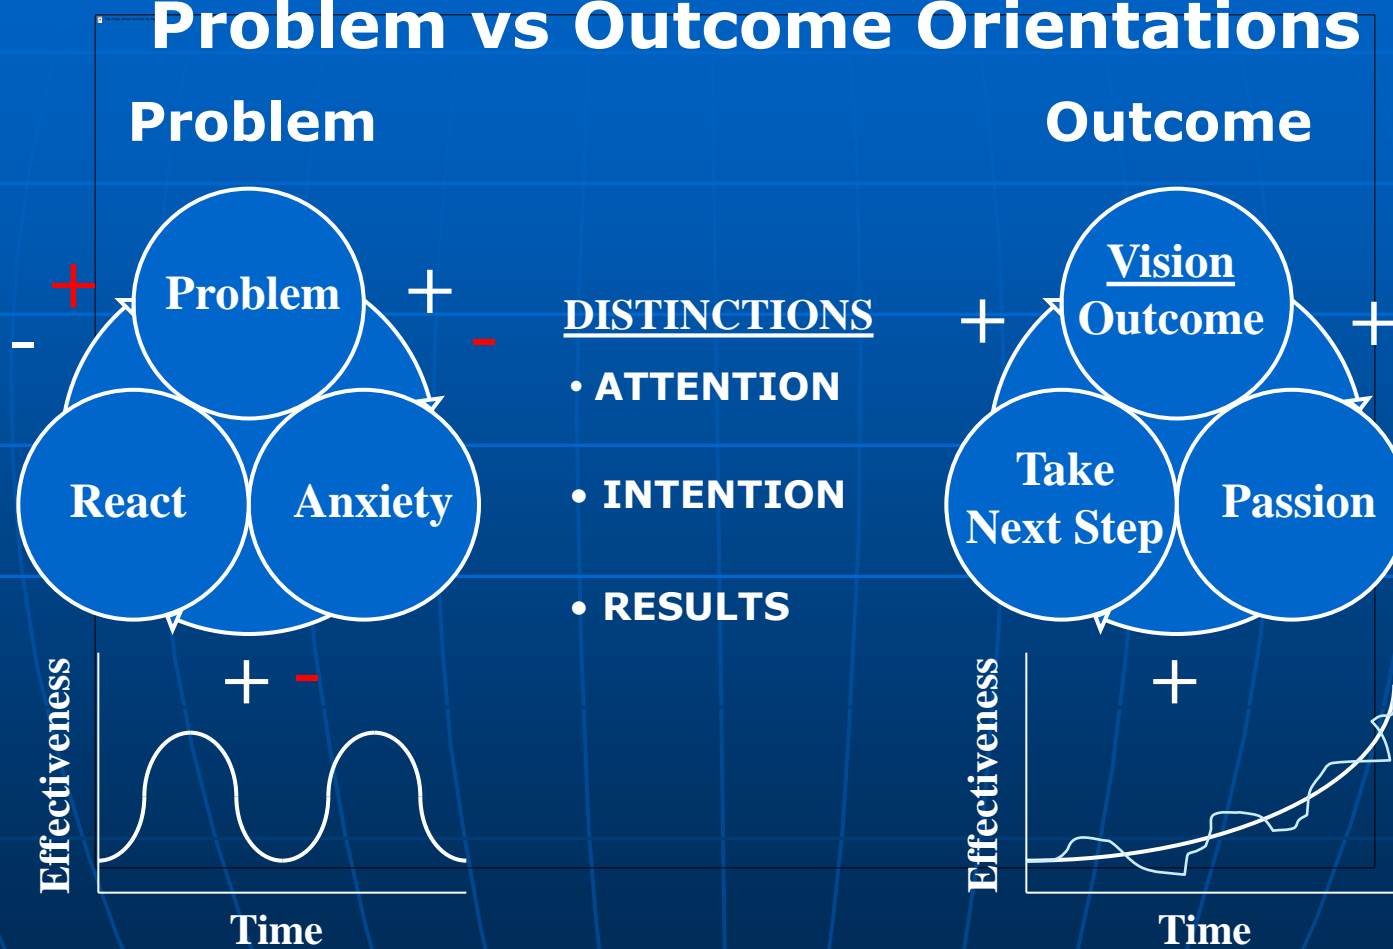 Problem vs Outcome Orientations
Problem
Outcome
+
-
Problem
+
-
React
Anxiety
+ -
DISTINCTIONS
• ATTENTION
• INTENTION
• RESULTS
+
Vision
Outcome
+
Take
Next Step
Passion
+
Effectiveness
Time
Effectiveness
Time